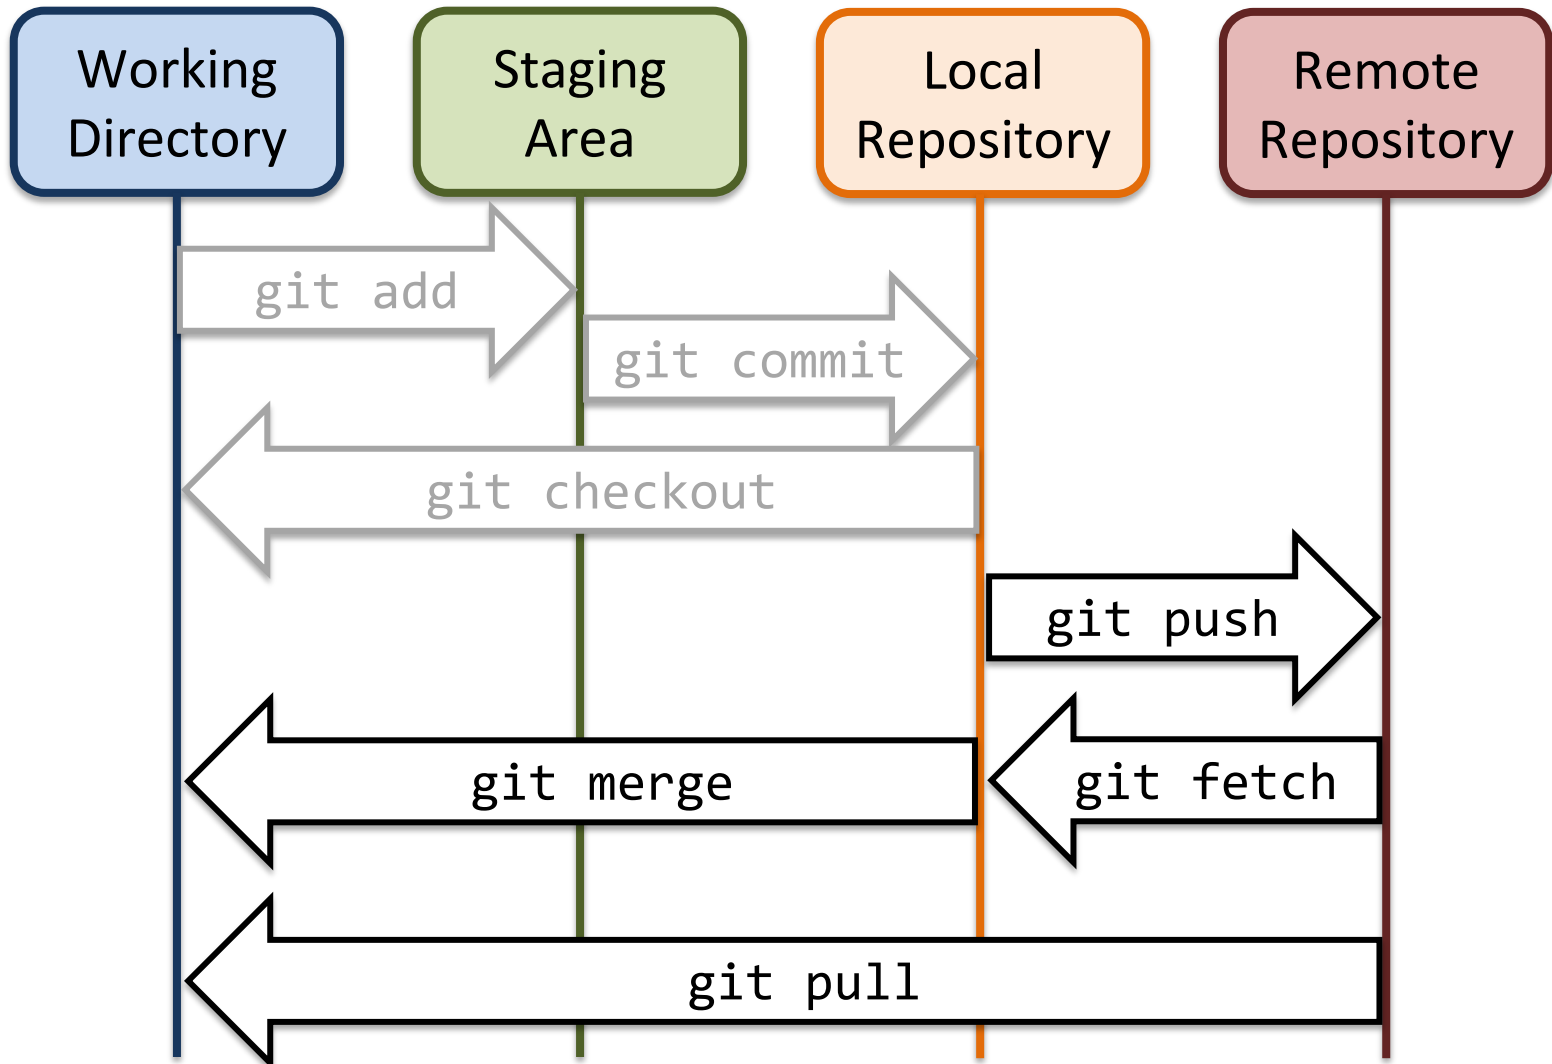 Working
Directory
Staging
Area
Local
Repository
Remote
Repository
git add
git commit
git checkout
git push
git merge
git fetch
git pull